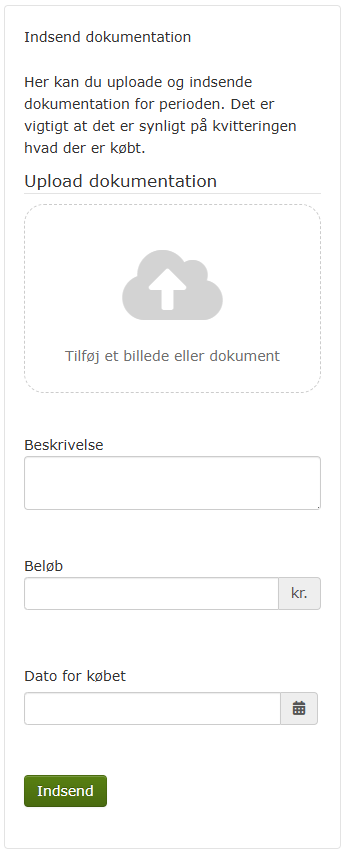 Indsend dokumentation
Her kan du uploade og indsende
dokumentation for perioden. Det er
vigtigt at det er synligt på kvitteringen
hvad der er købt.
Upload dokumentation
Tilføj et billede eller dokument
Beskrivelse
Beløb
kr.
Dato for købet
Indsend